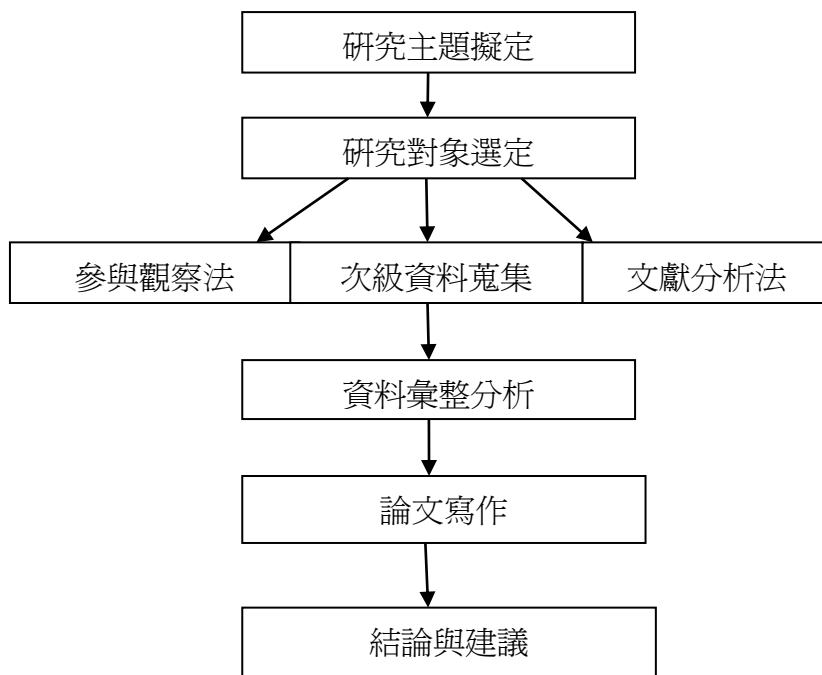 研究主題擬定
研究對象選定
參與觀察法 次級資料蒐集 文獻分析法
資料彙整分析
論文寫作
結論與建議